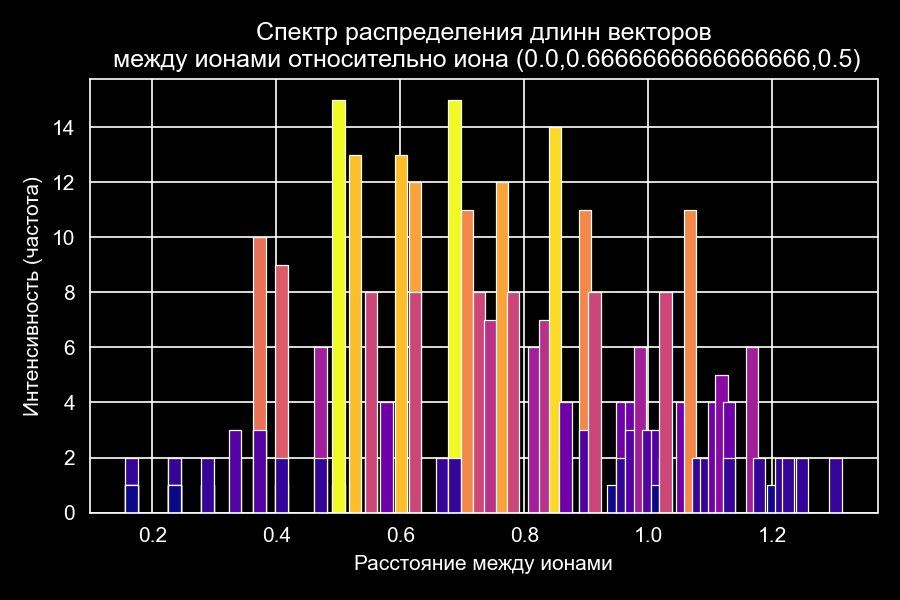 Спектр распределения длинн векторов
между ионами относительно иона (0.0,0.6666666666666666,0.5)
Интенсивность (частота)
14
12
10
8
6
4
2
0
0.2 0.4 0.6 0.8 1.0 1.2
Расстояние между ионами